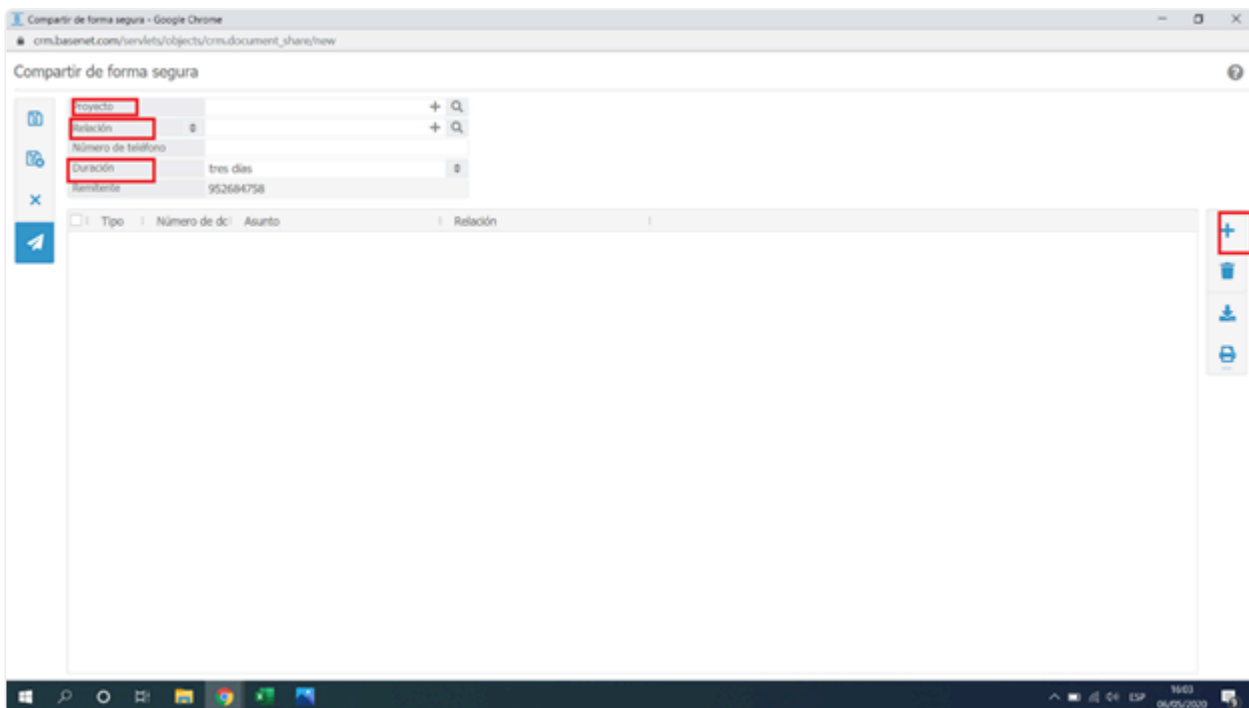 Compartir de forma segura - Google Chrome
crm.basenet.com/servlets/objects/crm.document_share/new
Compartir de forma segura
Proyecto
Relación
Número de teléfono
Duración tres días
Remitente 952684758
Tipo Número de dc Asunto Relación
ESP 16:03
06/05/2020